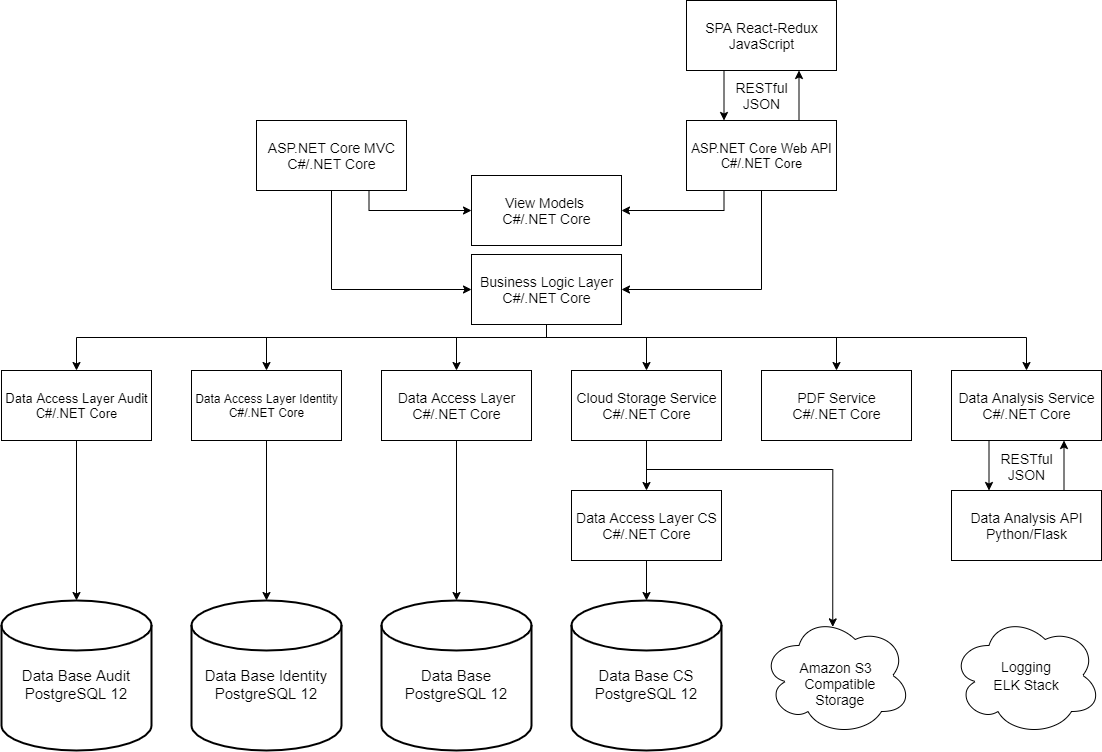 SPA React-Redux
JavaScript
RESTful
JSON
ASP.NET Core MVC
C#/.NET Core
ASP.NET Core Web API
C#/.NET Core
View Models
C#/.NET Core
Business Logic Layer
C#/.NET Core
Data Access Layer Audit
C#/.NET Core
Data Access Layer Identity
C#/.NET Core
Data Access Layer
C#/.NET Core
Cloud Storage Service
C#/.NET Core
PDF Service
C#/.NET Core
Data Analysis Service
C#/.NET Core
RESTful
JSON
Data Access Layer CS
C#/.NET Core
Data Analysis API
Python/Flask
Data Base Audit
PostgreSQL 12
Data Base Identity
PostgreSQL 12
Data Base
PostgreSQL 12
Data Base CS
PostgreSQL 12
Amazon S3
Compatible
Storage
Logging
ELK Stack